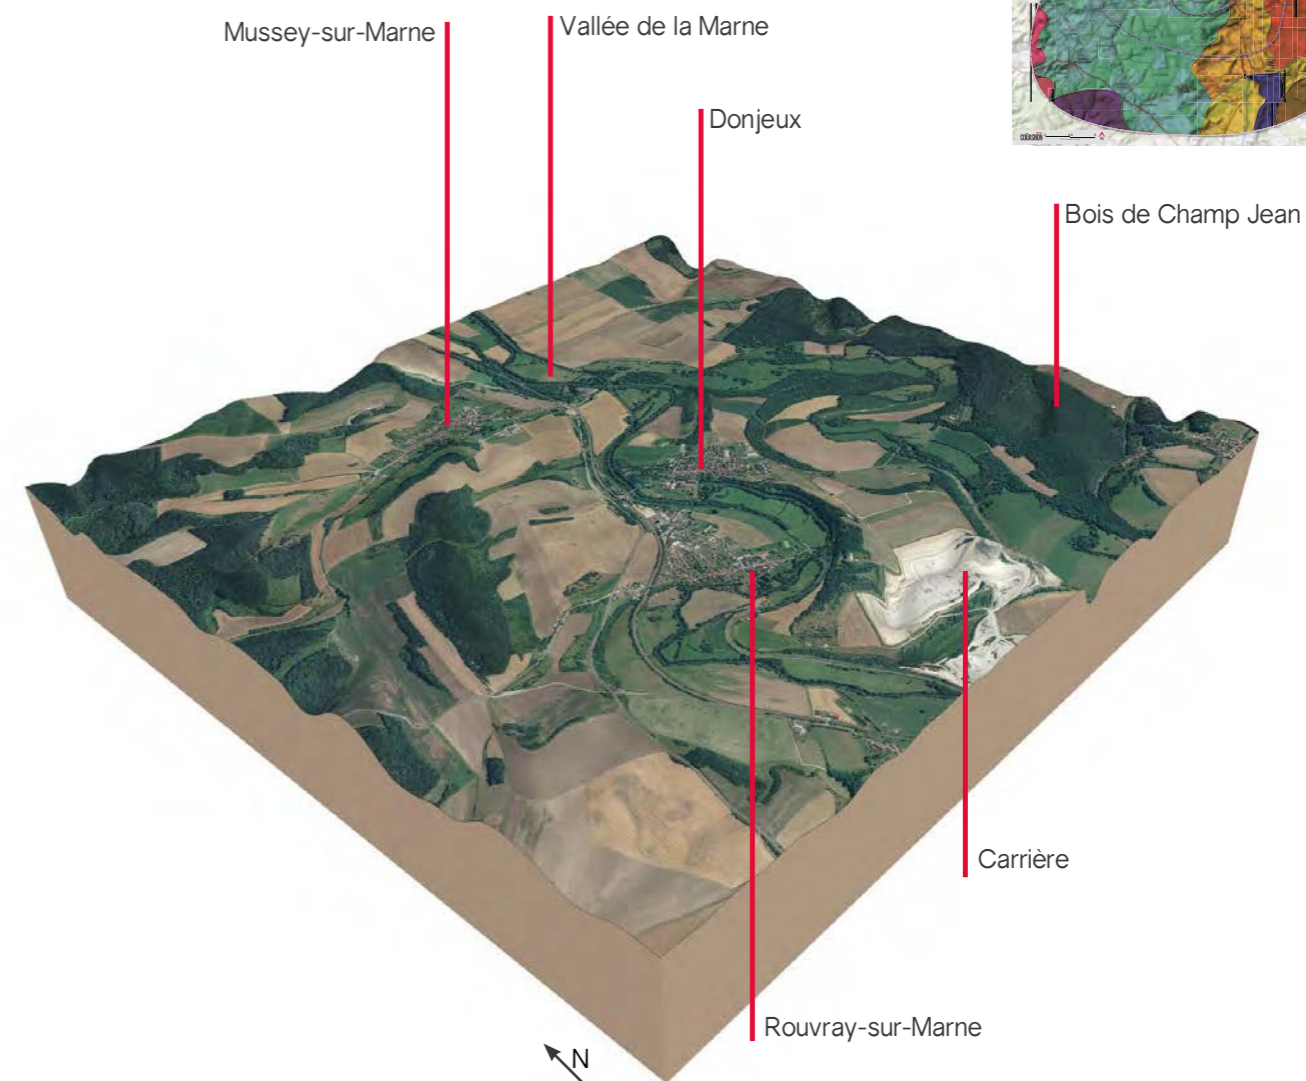 Mussey-sur-Marne
Vallée de la Marne
Donjeux
Bois de Champ Jean
Carrière
Rouvray-sur-Marne
N